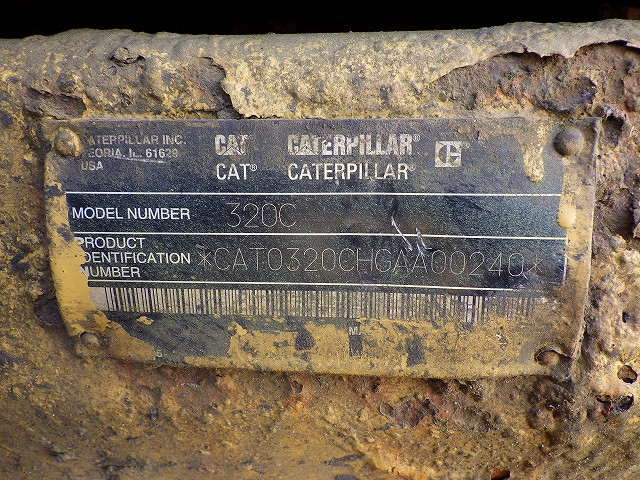 CATERPILLAR INC.
PEORIA, IL. 61629
USA
CAT CATERPILLAR
CAT® CATERPILLAR®
MODEL NUMBER 320C
PRODUCT
IDENTIFICATION
NUMBER
*CAT0320CHGAA00240*
M
S